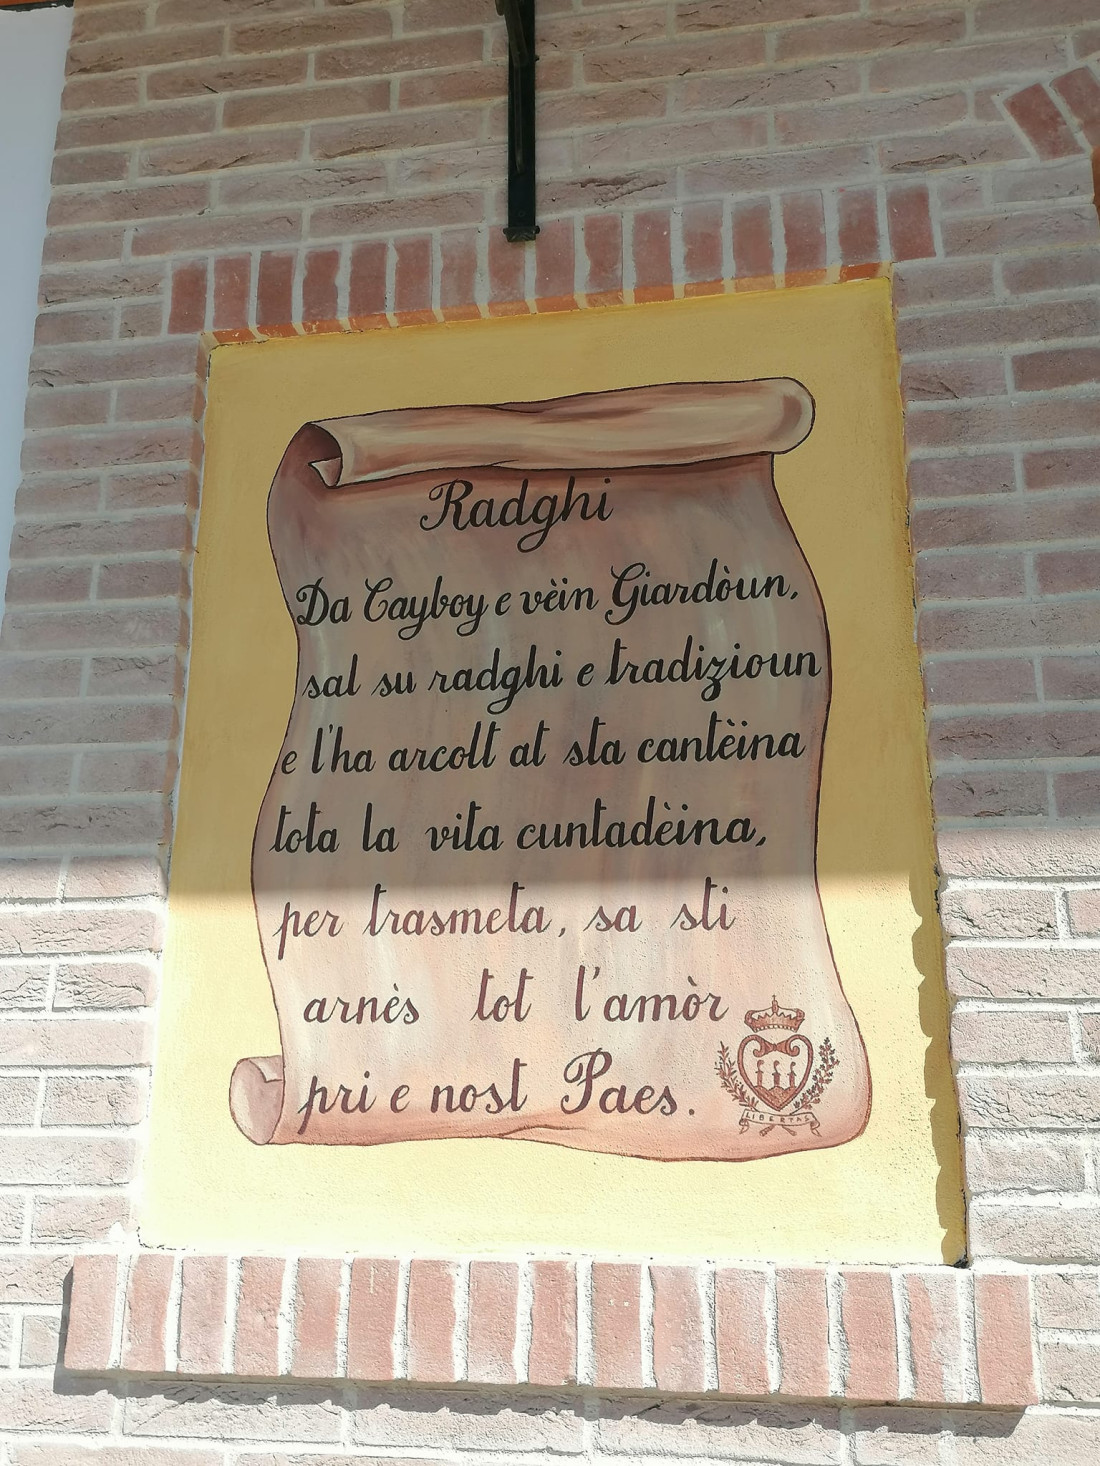 Radghi
Da Cayboy e vèin Giardòun,
sal su radghi e tradizioun
e l'ha arcolt at sta cantèina
tota la vita cuntadèina,
per trasmeta, sa sti
arnès tot l'amòr
pri e nost Paes.
LIBERTAS